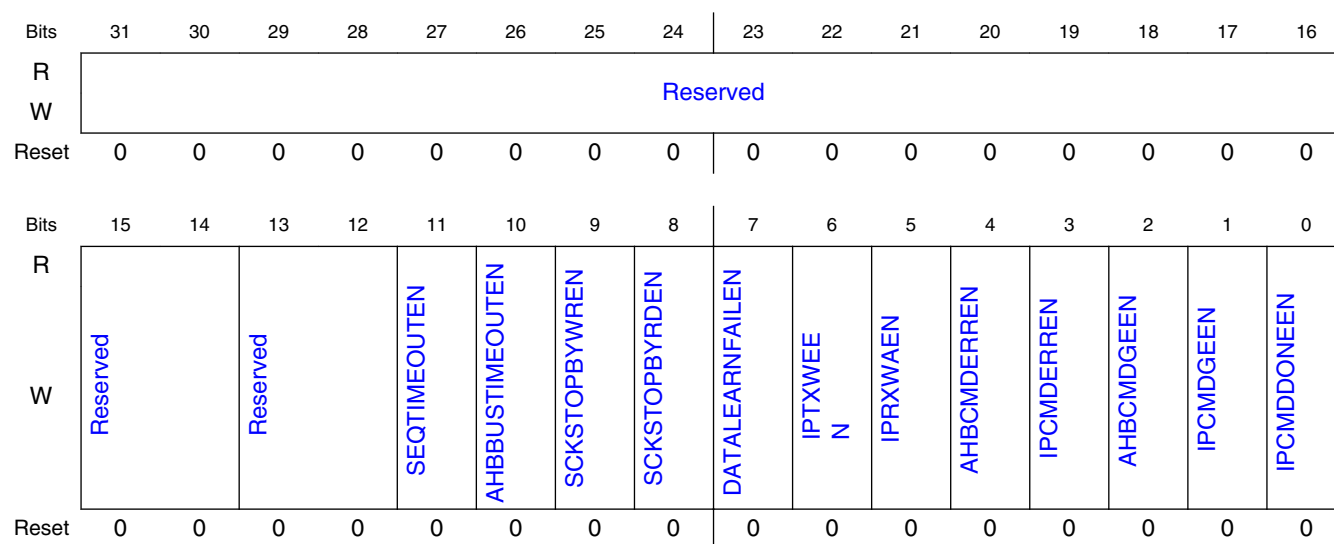 Bits 31 30 29 28 27 26 25 24 23 22 21 20 19 18 17 16
R
Reserved
W
Reset 0 0 0 0 0 0 0 0 0 0 0 0 0 0 0 0
Bits 15 14 13 12 11 10 9 8 7 6 5 4 3 2 1 0
R
W
Reserved
Reserved
SEQTIMEOUTEN
AHBBUSTIMEOUTEN
SCKSTOPBYWREN
SCKSTOPBYRDEN
DATALEARNFAILEN
IPTXWEE
N
IPRXWAEN
AHBCMDERREN
IPCMDERREN
AHBCMDGEEN
IPCMDGEEN
IPCMDDONEEN
Reset 0 0 0 0 0 0 0 0 0 0 0 0 0 0 0 0